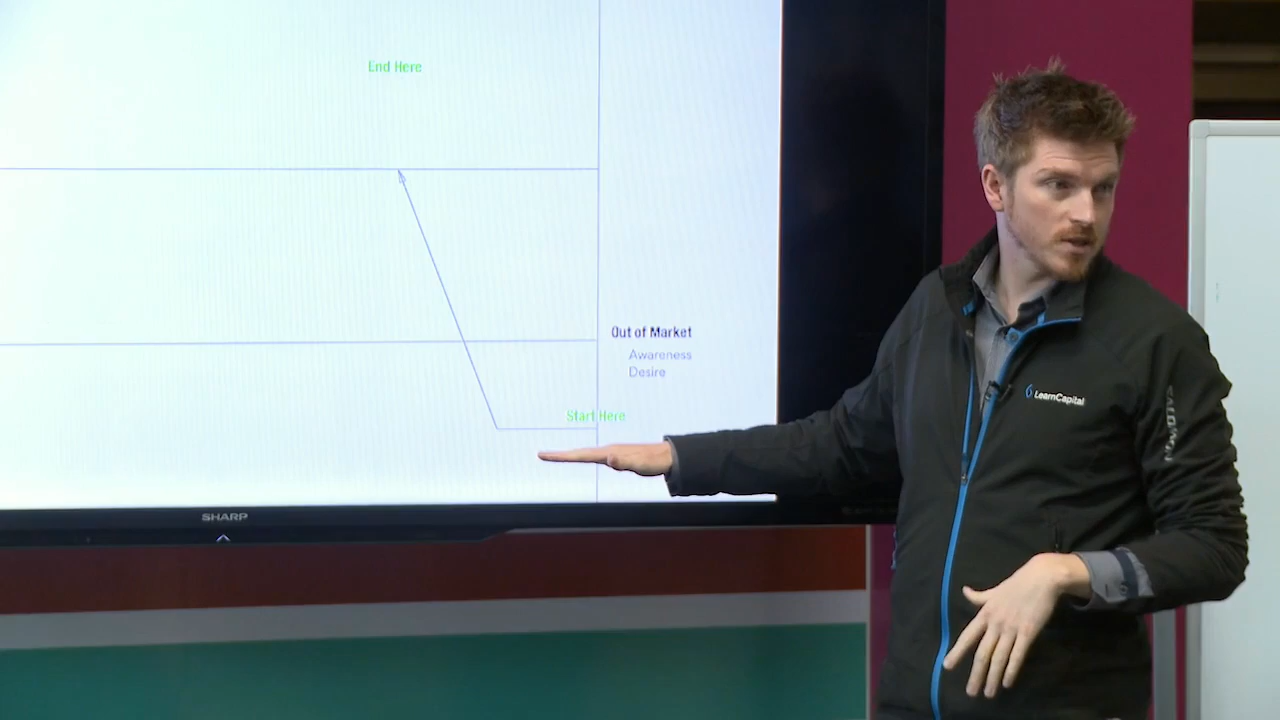 End Here
Out of Market
Awareness
Desire
Start Here
LearnCapital
SHARP